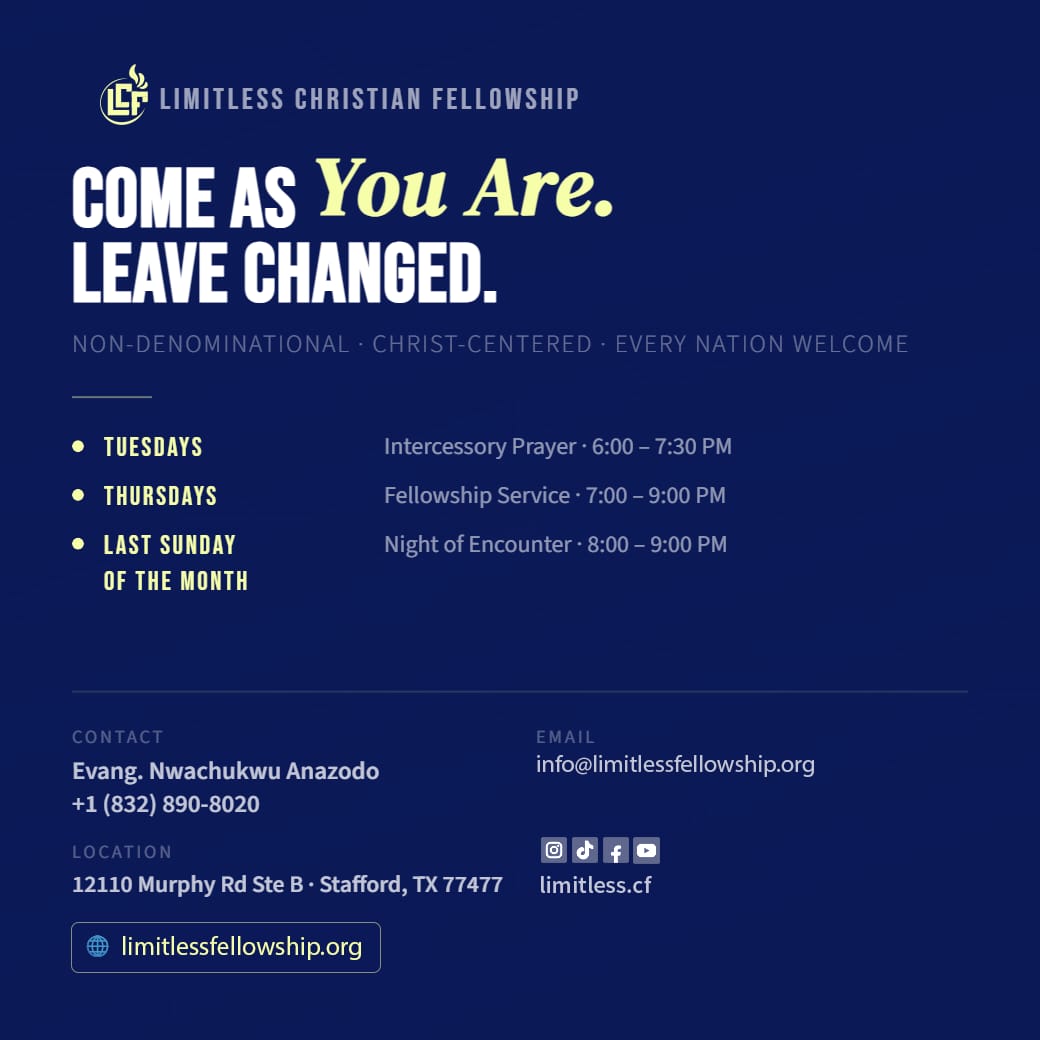 LCF LIMITLESS CHRISTIAN FELLOWSHIP
COME AS You Are.
LEAVE CHANGED.
NON-DENOMINATIONAL · CHRIST-CENTERED · EVERY NATION WELCOME
TUESDAYS Intercessory Prayer · 6:00 – 7:30 PM
THURSDAYS Fellowship Service · 7:00 – 9:00 PM
LAST SUNDAY Night of Encounter · 8:00 – 9:00 PM
OF THE MONTH
CONTACT
Evang. Nwachukwu Anazodo
+1 (832) 890-8020
EMAIL
info@limitlessfellowship.org
LOCATION
12110 Murphy Rd Ste B · Stafford, TX 77477
limitless.cf
limitlessfellowship.org